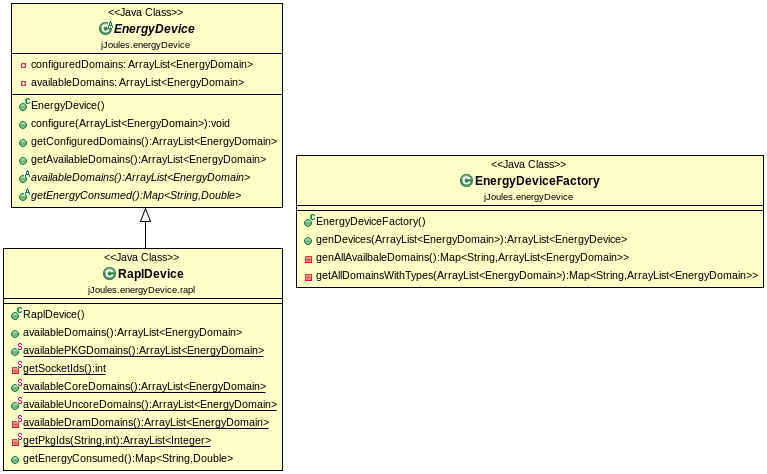 <<Java Class>>
EnergyDevice
jJoules.energyDevice
configuredDomains: ArrayList<EnergyDomain>
availableDomains: ArrayList<EnergyDomain>
EnergyDevice()
configure(ArrayList<EnergyDomain>):void
getConfiguredDomains():ArrayList<EnergyDomain>
getAvailableDomains():ArrayList<EnergyDomain>
availableDomains():ArrayList<EnergyDomain>
getEnergyConsumed():Map<String,Double>
<<Java Class>>
RaplDevice
jJoules.energyDevice.rapl
RaplDevice()
availableDomains():ArrayList<EnergyDomain>
availablePKGDomains():ArrayList<EnergyDomain>
getSocketIds():int
availableCoreDomains():ArrayList<EnergyDomain>
availableUncoreDomains():ArrayList<EnergyDomain>
availableDramDomains():ArrayList<EnergyDomain>
getPkgIds(String,int):ArrayList<Integer>
getEnergyConsumed():Map<String,Double>
<<Java Class>>
EnergyDeviceFactory
jJoules.energyDevice
EnergyDeviceFactory()
genDevices(ArrayList<EnergyDomain>):ArrayList<EnergyDevice>
genAllAvailbaleDomains():Map<String,ArrayList<EnergyDomain>>
getAllDomainsWithTypes(ArrayList<EnergyDomain>):Map<String,ArrayList<EnergyDomain>>